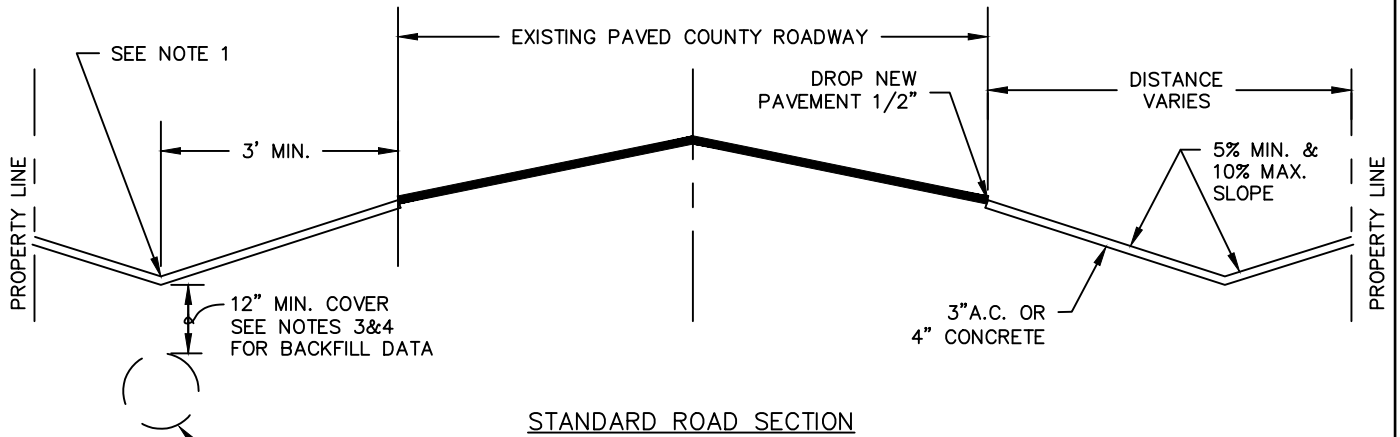 SEE NOTE 1
EXISTING PAVED COUNTY ROADWAY
DROP NEW
PAVEMENT 1/2"
DISTANCE
VARIES
3' MIN.
5% MIN. &
10% MAX.
SLOPE
PROPERTY LINE
PROPERTY LINE
12" MIN. COVER
SEE NOTES 3&4
FOR BACKFILL DATA
3"A.C. OR
4" CONCRETE
STANDARD ROAD SECTION